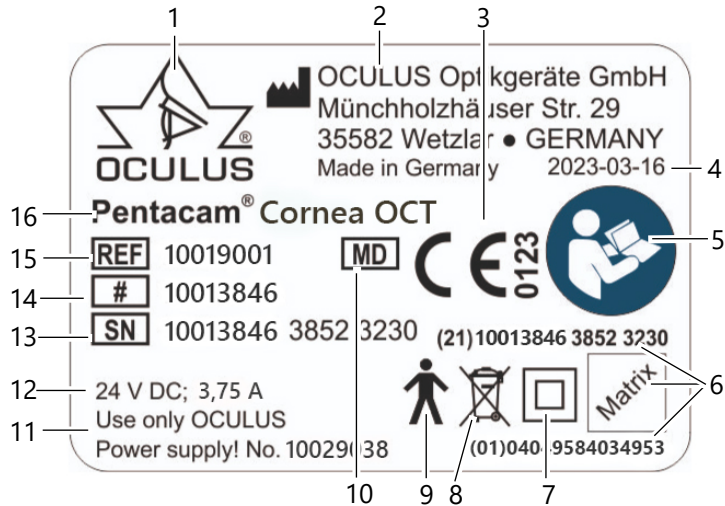 1
2
3
OCULUS Optikgeräte GmbH
Münchholzhäuser Str. 29
35582 Wetzlar • GERMANY
Made in Germany 2023-03-16
4
®
OCULUS
16
Pentacam® Cornea OCT
15
REF 10019001
MD
CE 0123
5
14
# 10013846
13
SN 10013846 3852 3230
(21)10013846 3852 3230
6
12
24 V DC; 3,75 A
Matrix
11
Use only OCULUS
Power supply! No. 10029038
(01)04049584034953
10
9
8
7